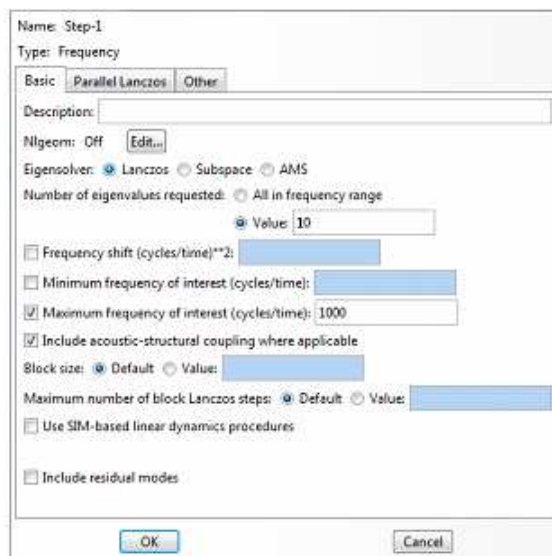 Name: Step-1
Type: Frequency
Basic Parallel Lanczos Other
Description:
Nlgeom: Off Edit...
Eigensolver: Lanczos Subspace AMS
Number of eigenvalues requested: All in frequency range
Value: 10
Frequency shift (cycles/time)**2:
Minimum frequency of interest (cycles/time):
Maximum frequency of interest (cycles/time): 1000
Include acoustic-structural coupling where applicable
Block size: Default Value:
Maximum number of block Lanczos steps: Default Value:
Use SIM-based linear dynamics procedures
Include residual modes
OK Cancel